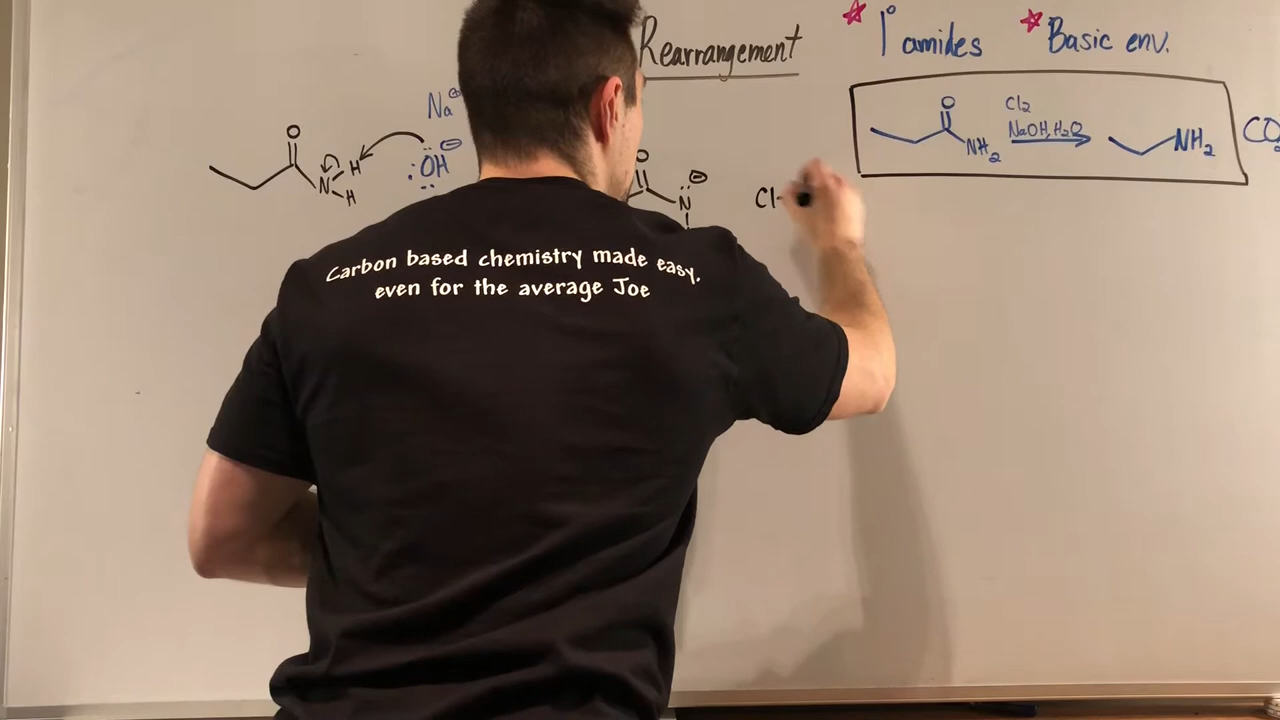 Rearrangement
* 1° amides * Basic env.
Cl₂
NaOH, H₂O
O
NH₂
NH₂
CO₂
Na⊕
O
N H
H
:ÖH ⊖
O
N ⊖
Cl-
Carbon based chemistry made easy,
even for the average Joe